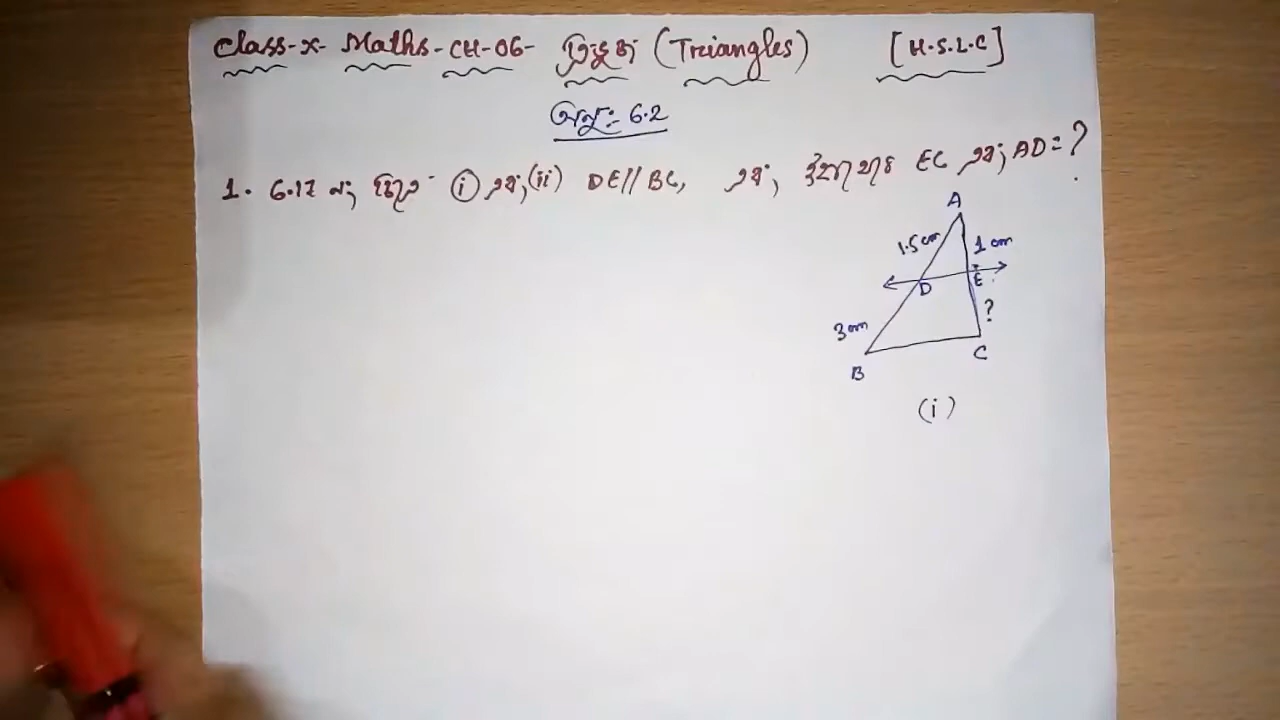 Class-X- Maths-CH-06- ত্রিভুজ (Triangles) [H.S.L.C]
অনু:- 6.2
1. 6.17 নং চিত্ৰৰ (i) আৰু (ii) DE//BC, EC আৰু AD=?
A
1.5 cm 1 cm
D E
3 cm ?
B C
(i)